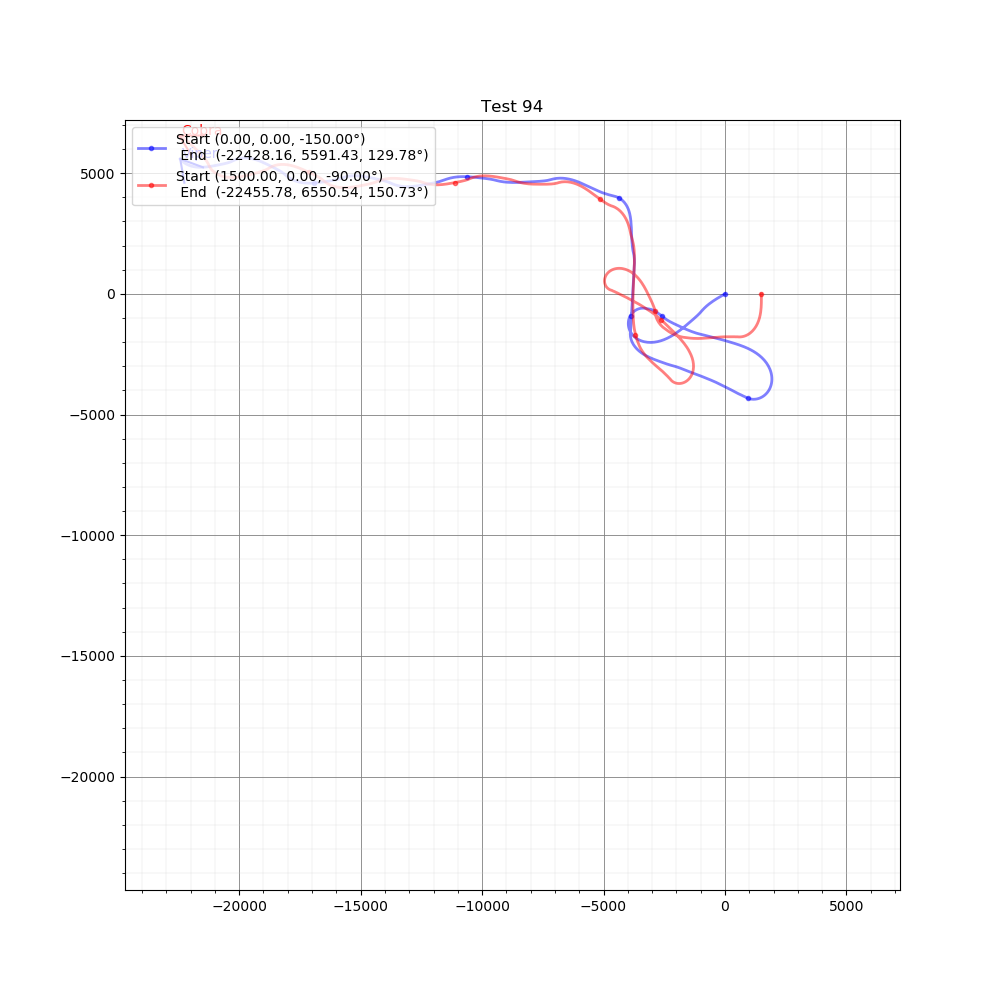 Test 94
Cobra
Start (0.00, 0.00, -150.00°)
End (-22428.16, 5591.43, 129.78°)
Start (1500.00, 0.00, -90.00°)
End (-22455.78, 6550.54, 150.73°)
5000
0
−5000
−10000
−15000
−20000
−20000 −15000 −10000 −5000 0 5000